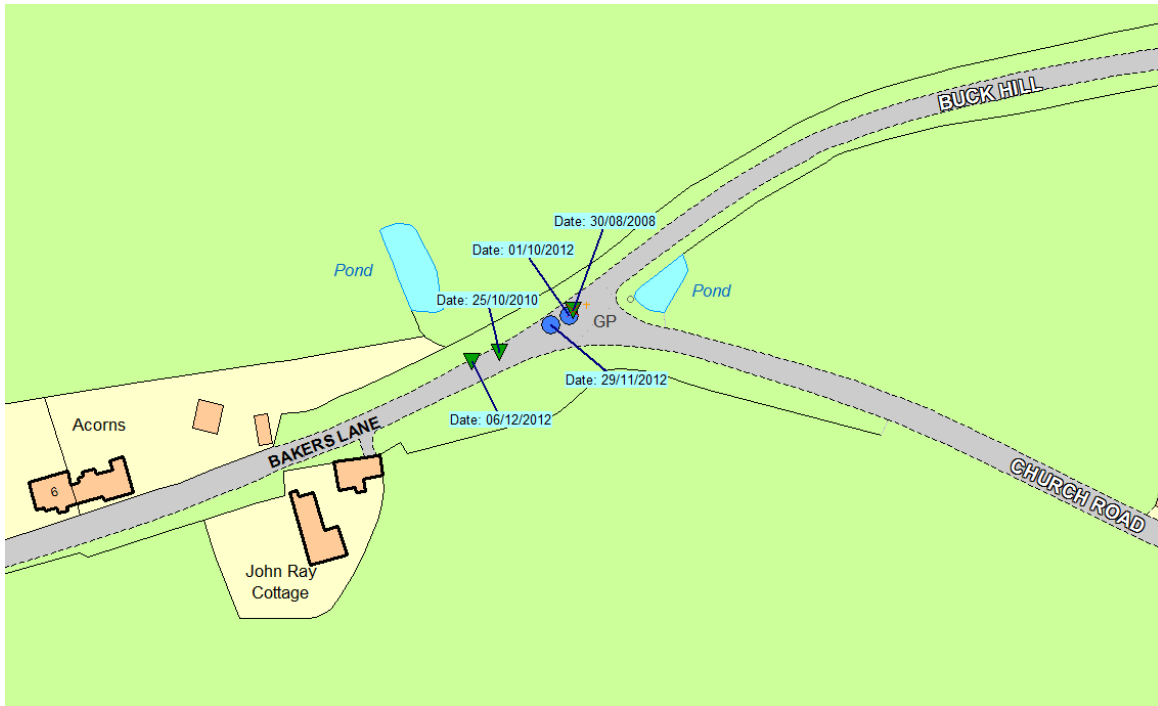 BUCK HILL
Date: 30/08/2008
Date: 01/10/2012
Pond
Pond
Date: 25/10/2010
GP
Date: 29/11/2012
Date: 06/12/2012
Acorns
BAKERS LANE
6
CHURCH ROAD
John Ray
Cottage